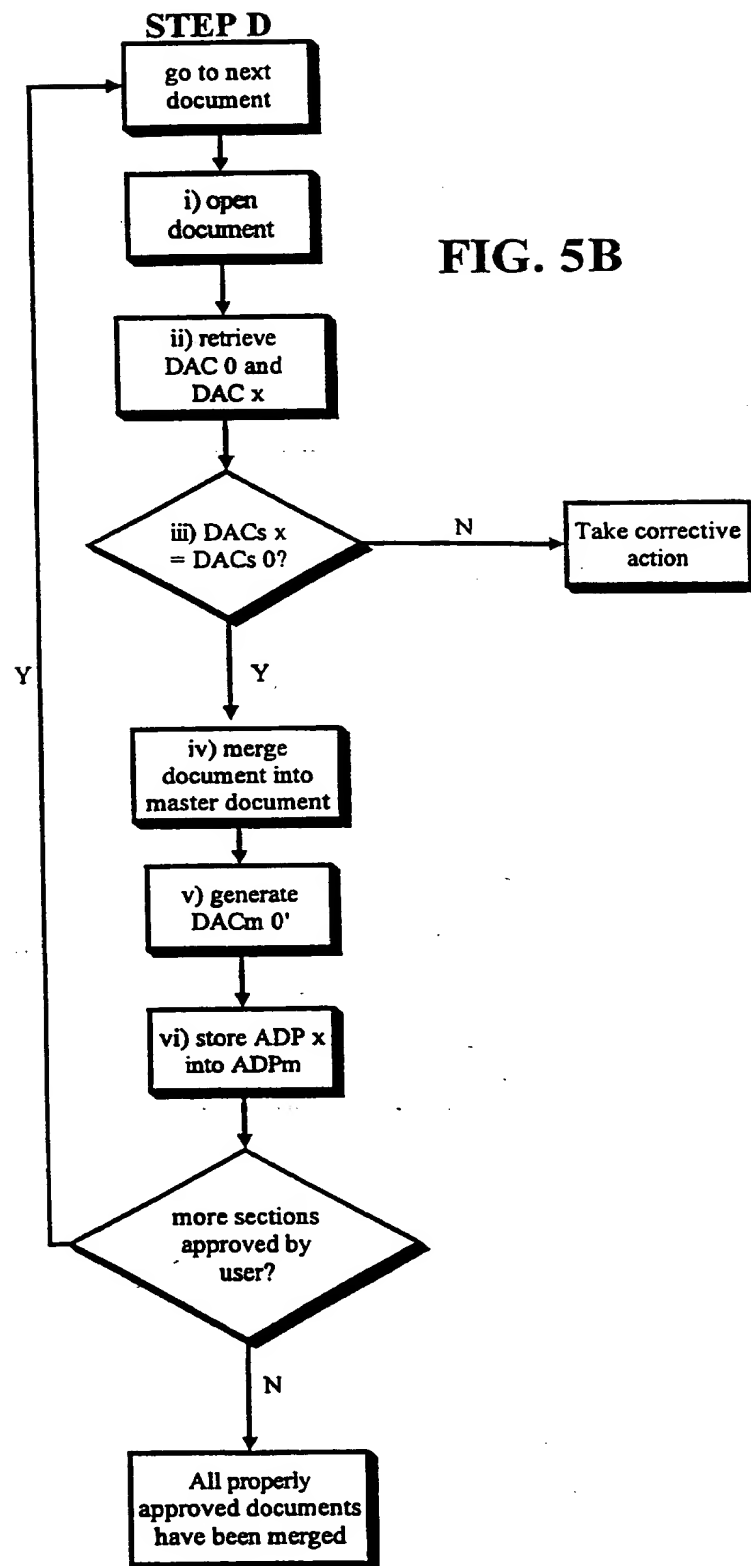 STEP D
go to next
document
i) open
document
FIG. 5B
ii) retrieve
DAC 0 and
DAC x
iii) DACs x
= DACs 0?
N
Take corrective
action
Y
Y
iv) merge
document into
master document
v) generate
DACm 0'
vi) store ADP x
into ADPm
more sections
approved by
user?
N
All properly
approved documents
have been merged